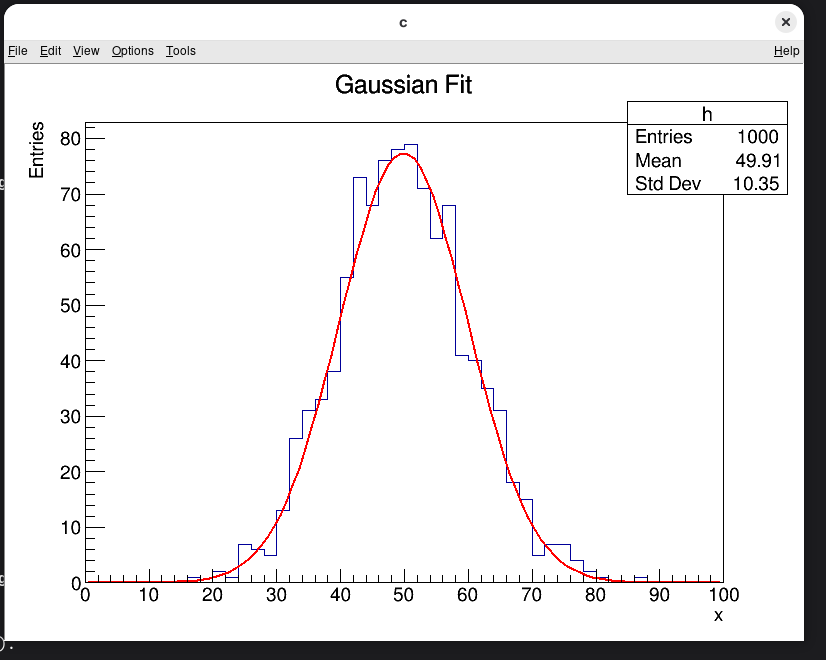 c
File Edit View Options Tools Help
Gaussian Fit
h
Entries 1000
Mean 49.91
Std Dev 10.35
Entries
80
70
60
50
40
30
20
10
0
0 10 20 30 40 50 60 70 80 90 100
x